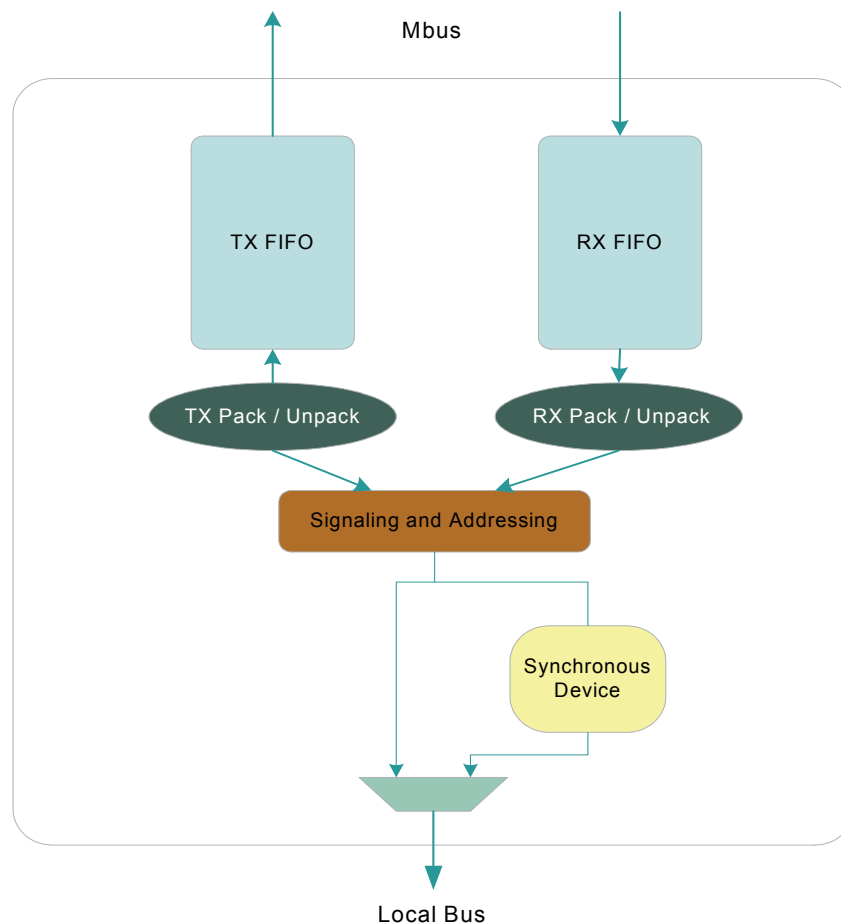 Mbus
TX FIFO
RX FIFO
TX Pack / Unpack
RX Pack / Unpack
Signaling and Addressing
Synchronous
Device
Local Bus